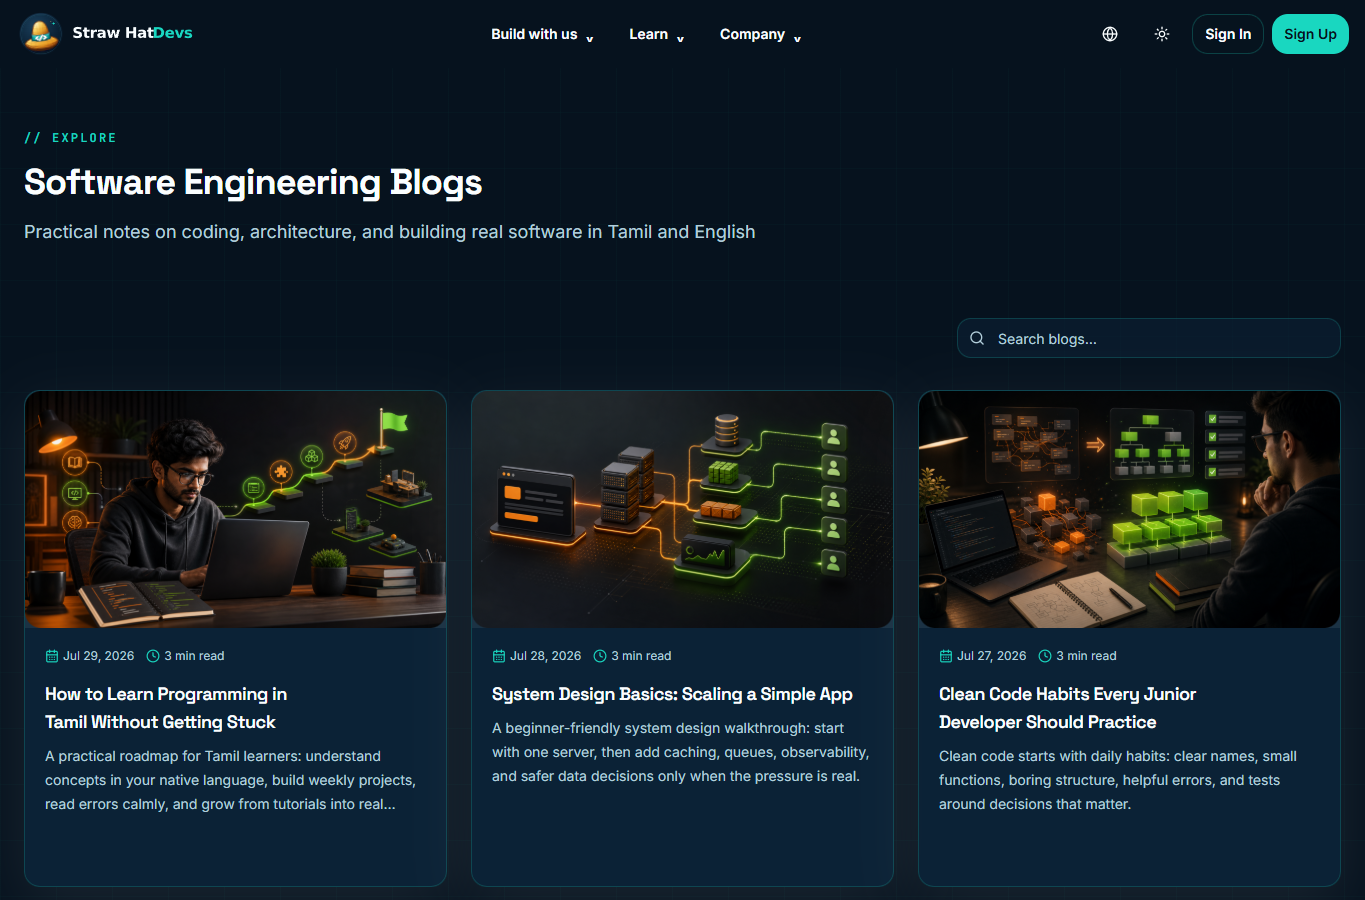 Straw HatDevs
Build with us
Learn
Company
Sign In
Sign Up
// EXPLORE
Software Engineering Blogs
Practical notes on coding, architecture, and building real software in Tamil and English
Search blogs...
Jul 29, 2026
3 min read
How to Learn Programming in
Tamil Without Getting Stuck
A practical roadmap for Tamil learners: understand
concepts in your native language, build weekly projects,
read errors calmly, and grow from tutorials into real...
Jul 28, 2026
3 min read
System Design Basics: Scaling a Simple App
A beginner-friendly system design walkthrough: start
with one server, then add caching, queues, observability,
and safer data decisions only when the pressure is real.
Jul 27, 2026
3 min read
Clean Code Habits Every Junior
Developer Should Practice
Clean code starts with daily habits: clear names, small
functions, boring structure, helpful errors, and tests
around decisions that matter.